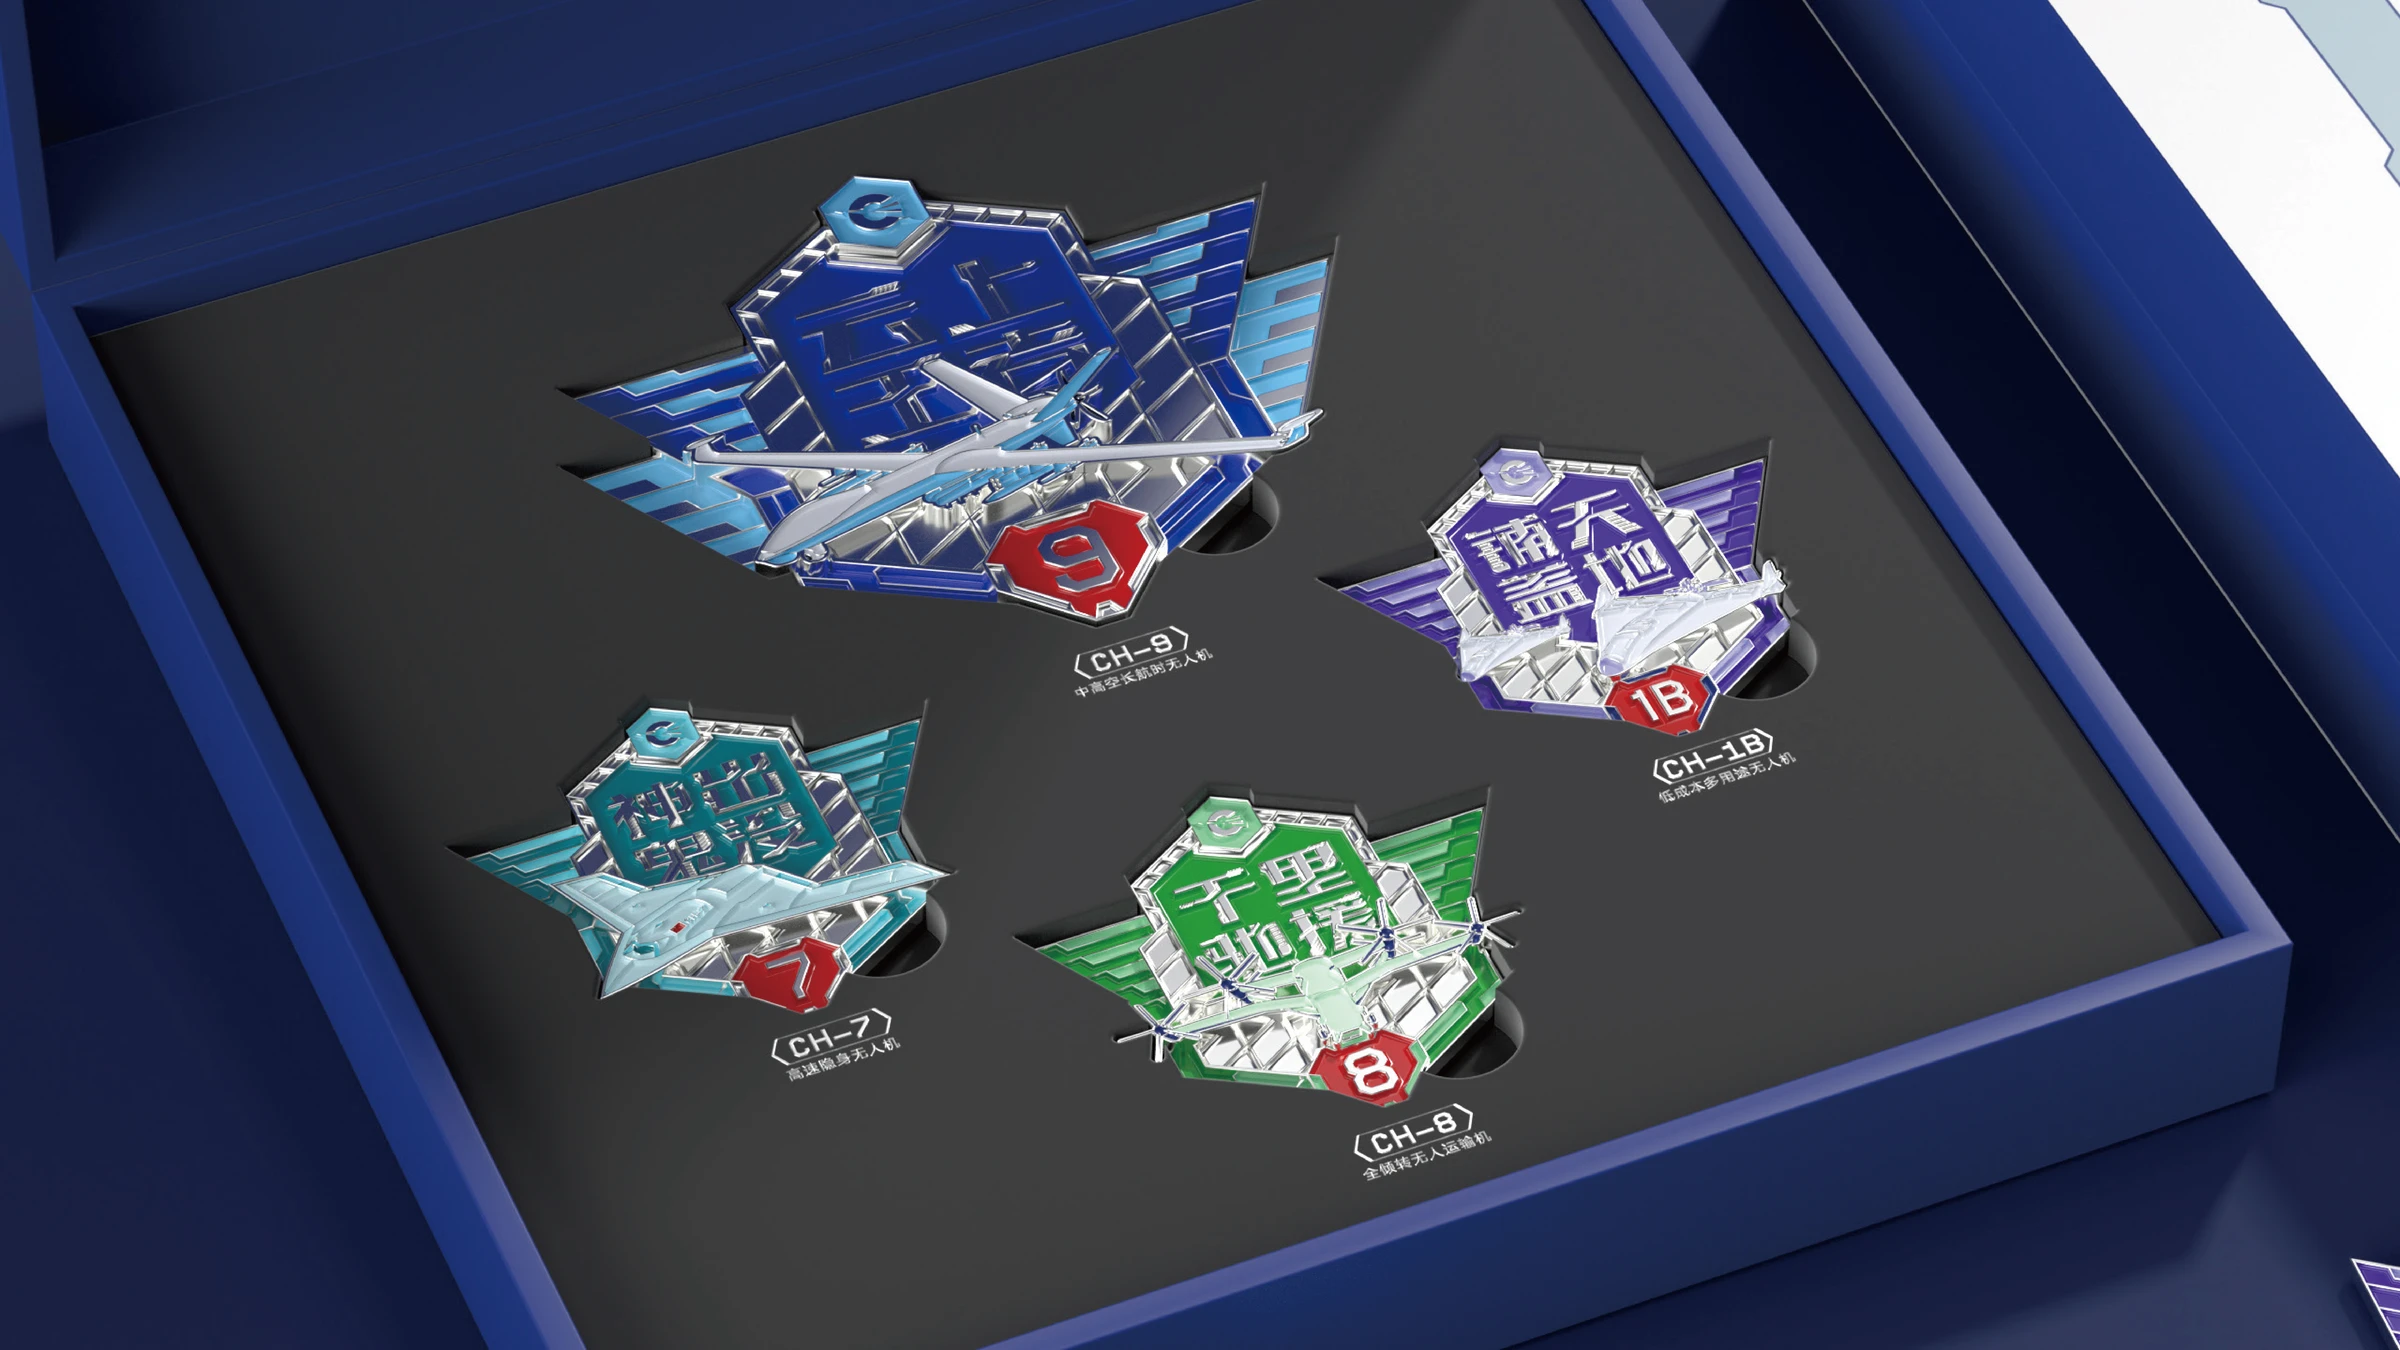 9
CH-9
中高空长航时无人机
铺天
盖地
1B
CH-1B
低成本多用途无人机
神出
鬼没
7
CH-7
高速隐身无人机
千里
驰援
8
CH-8
全倾转无人运输机